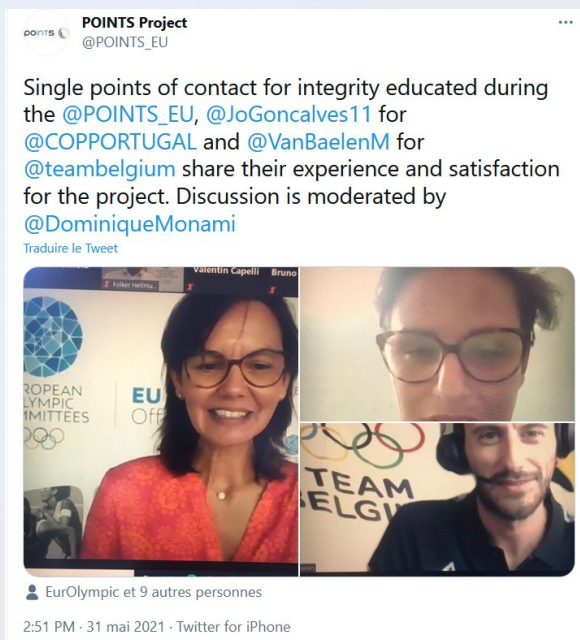 POINTS
POINTS Project
@POINTS_EU
Single points of contact for integrity educated during
the @POINTS_EU, @JoGoncalves11 for
@COPPORTUGAL and @VanBaelenM for
@teambelgium share their experience and satisfaction
for the project. Discussion is moderated by
@DominiqueMonami
Traduire le Tweet
Folker Hellmu...
Valentin Capelli
Bruno
ROPEAN
LYMPIC
MMITTEES
EU
Off
TEAM
BELGIU
EurOlympic et 9 autres personnes
2:51 PM · 31 mai 2021 · Twitter for iPhone